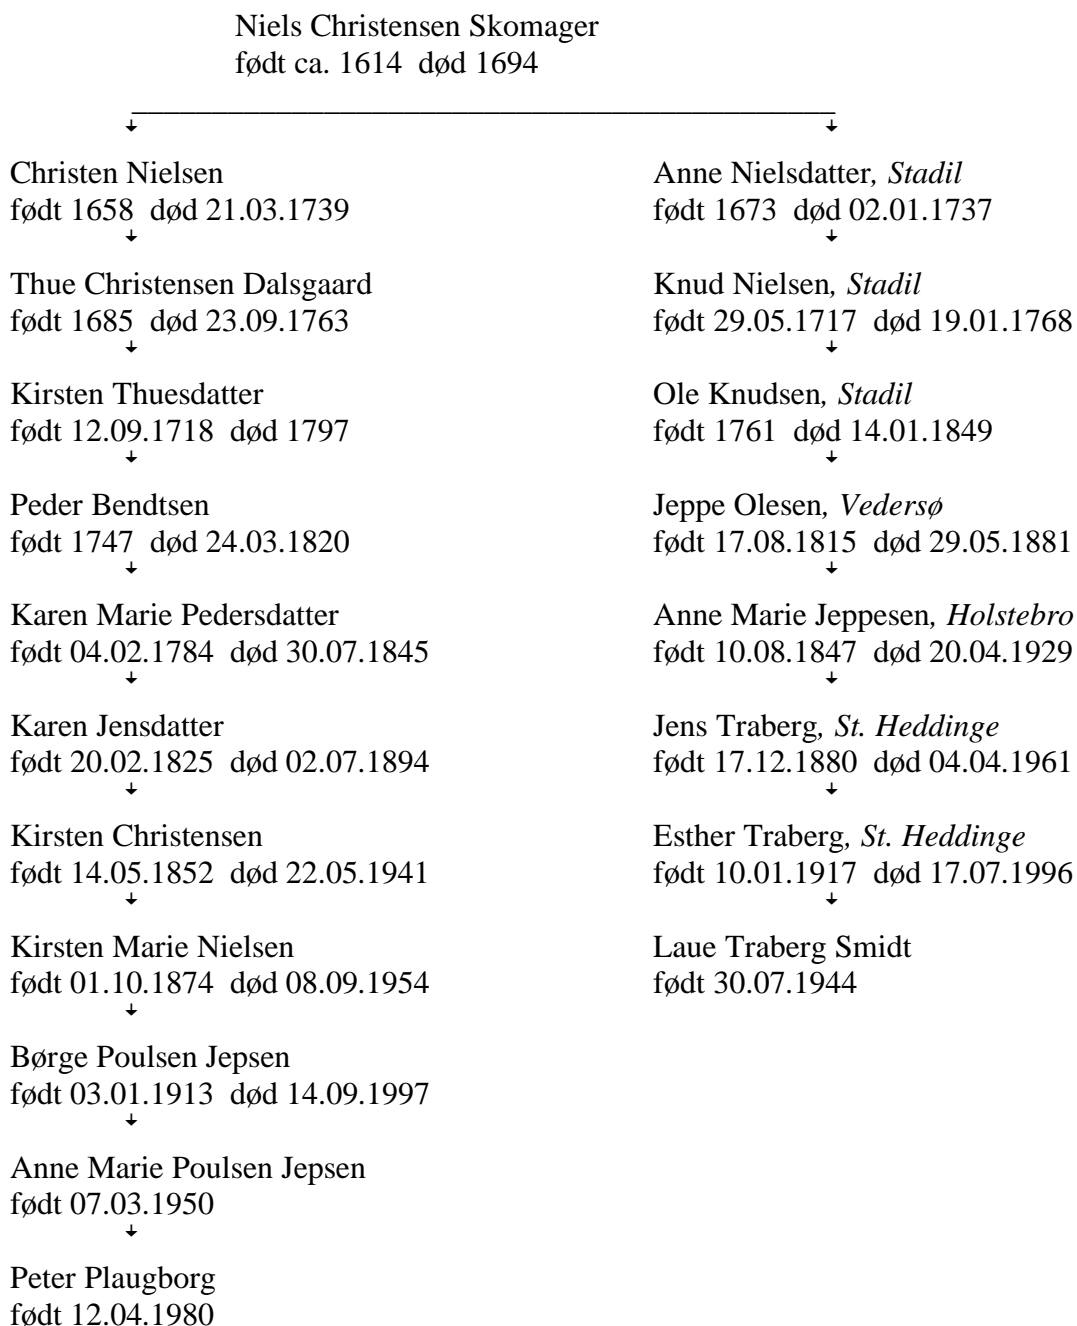 Niels Christensen Skomager
født ca. 1614 død 1694
Christen Nielsen
født 1658 død 21.03.1739
Thue Christensen Dalsgaard
født 1685 død 23.09.1763
Kirsten Thuesdatter
født 12.09.1718 død 1797
Peder Bendtsen
født 1747 død 24.03.1820
Karen Marie Pedersdatter
født 04.02.1784 død 30.07.1845
Karen Jensdatter
født 20.02.1825 død 02.07.1894
Kirsten Christensen
født 14.05.1852 død 22.05.1941
Kirsten Marie Nielsen
født 01.10.1874 død 08.09.1954
Børge Poulsen Jepsen
født 03.01.1913 død 14.09.1997
Anne Marie Poulsen Jepsen
født 07.03.1950
Peter Plaugborg
født 12.04.1980
Anne Nielsdatter, Stadil
født 1673 død 02.01.1737
Knud Nielsen, Stadil
født 29.05.1717 død 19.01.1768
Ole Knudsen, Stadil
født 1761 død 14.01.1849
Jeppe Olesen, Vedersø
født 17.08.1815 død 29.05.1881
Anne Marie Jeppesen, Holstebro
født 10.08.1847 død 20.04.1929
Jens Traberg, St. Heddinge
født 17.12.1880 død 04.04.1961
Esther Traberg, St. Heddinge
født 10.01.1917 død 17.07.1996
Laue Traberg Smidt
født 30.07.1944